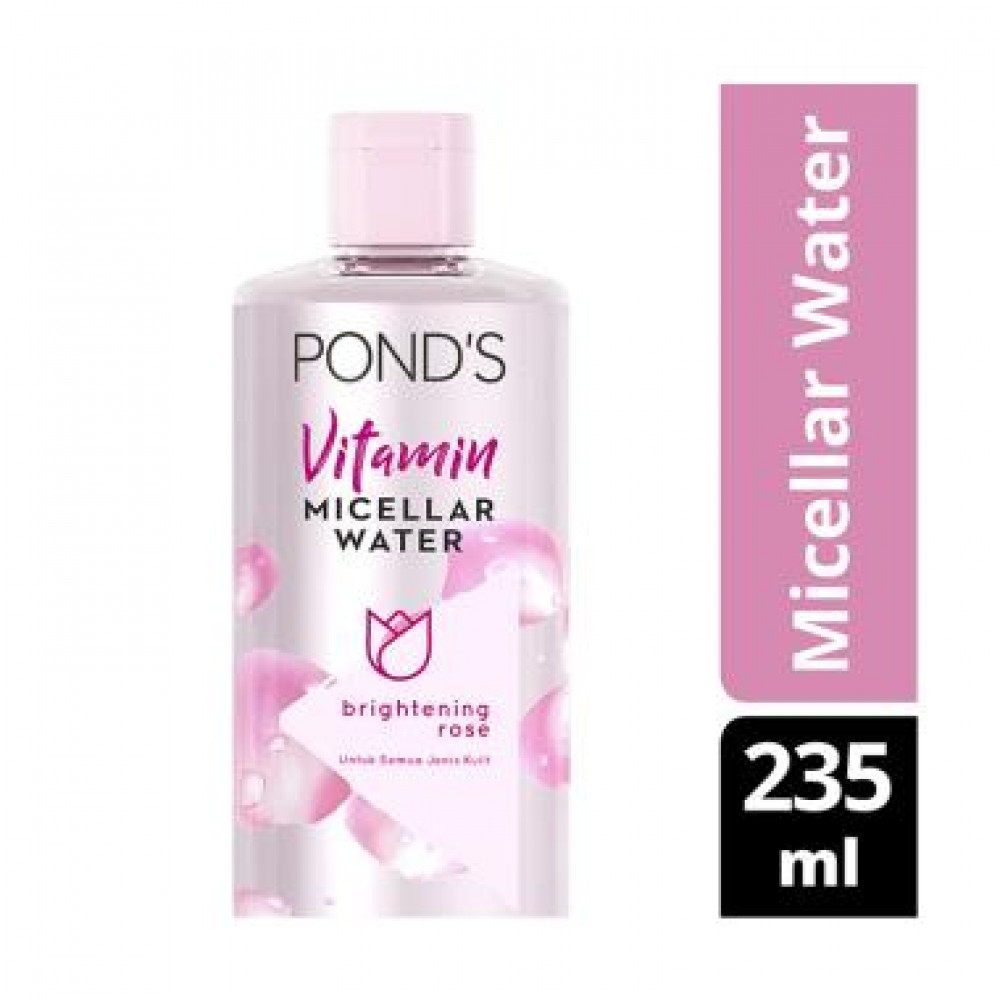 POND'S
Vitamin
MICELLAR
WATER
brightening
rose
Untuk Semua Jenis Kulit
Micellar Water
235
ml